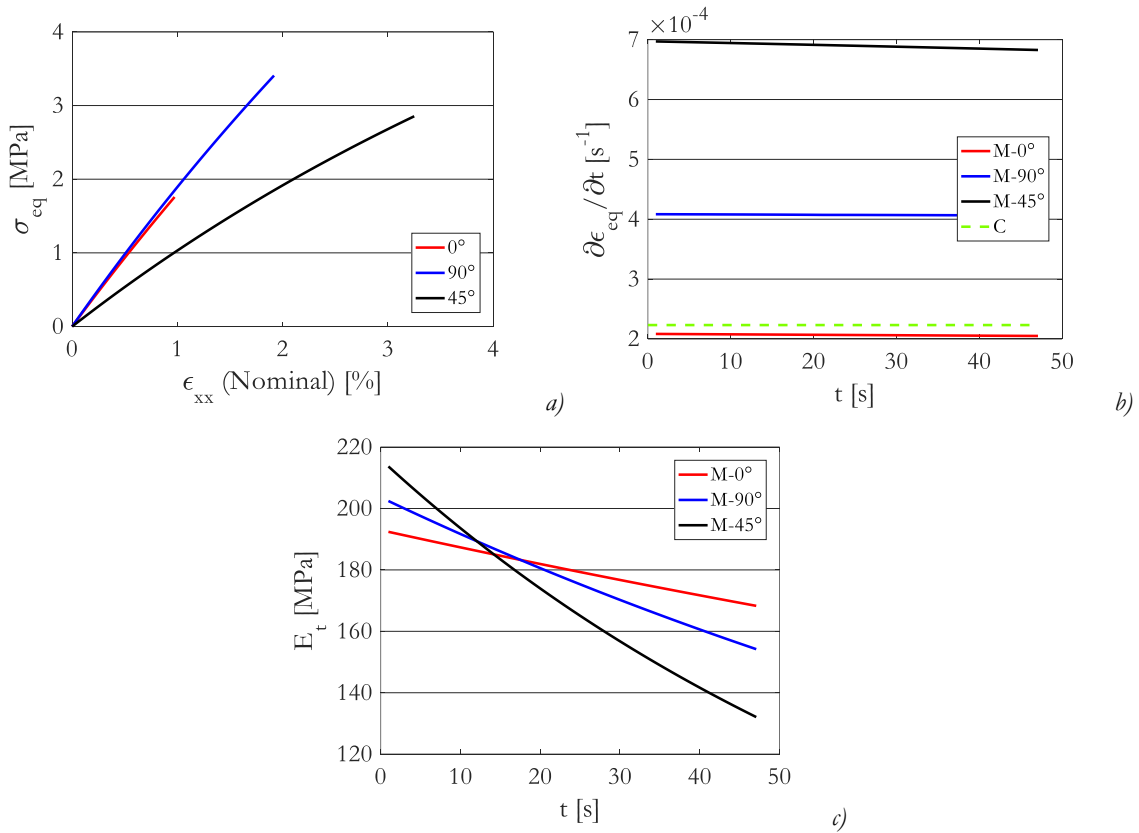 4
3
2
1
0
σeq [MPa]
0°
90°
45°
0 1 2 3 4
ϵxx (Nominal) [%]
a)
×10-4
7
6
5
4
3
2
∂ϵeq/∂t [s-1]
M-0°
M-90°
M-45°
C
0 10 20 30 40 50
t [s]
b)
220
200
180
160
140
120
Et [MPa]
M-0°
M-90°
M-45°
0 10 20 30 40 50
t [s]
c)